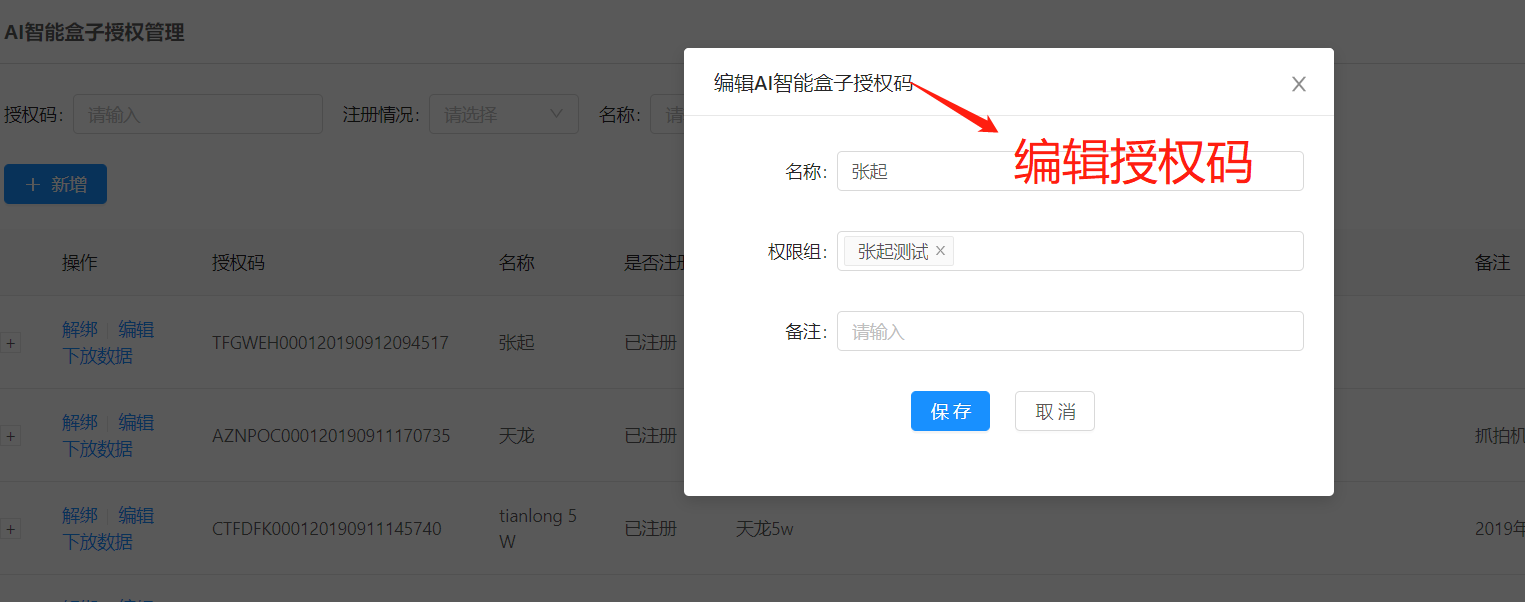 AI智能盒子授权管理
授权码: 请输入 注册情况: 请选择 名称: 请
+ 新增
操作 授权码 名称 是否注册 备注
解绑 编辑
下放数据
TFGWEH000120190912094517 张起 已注册
解绑 编辑
下放数据
AZNPOC000120190911170735 天龙 已注册 抓拍机
解绑 编辑
下放数据
CTFDFK000120190911145740 tianlong 5
W
已注册 天龙5w 2019年
编辑AI智能盒子授权码
编辑授权码
名称: 张起
权限组: 张起测试
备注: 请输入
保存 取消